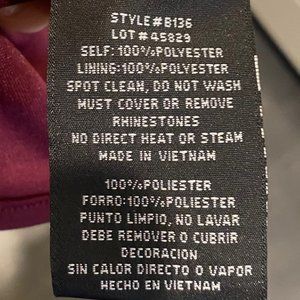 STYLE#B136
LOT#45829
SELF:100%POLYESTER
LINING:100%POLYESTER
SPOT CLEAN, DO NOT WASH
MUST COVER OR REMOVE
RHINESTONES
NO DIRECT HEAT OR STEAM
MADE IN VIETNAM
100%POLIESTER
FORRO:100%POLIESTER
PUNTO LIMPIO, NO LAVAR
DEBE REMOVER O CUBRIR
DECORACION
SIN CALOR DIRECTO O VAPOR
HECHO EN VIETNAM